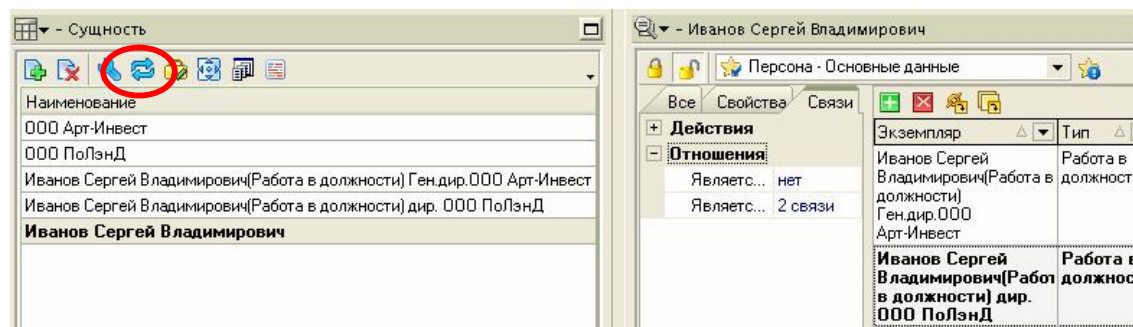 - Сущность
Наименование
ООО Арт-Инвест
ООО ПоЛэнД
Иванов Сергей Владимирович(Работа в должности) Ген.дир.ООО Арт-Инвест
Иванов Сергей Владимирович(Работа в должности) дир. ООО ПоЛэнД
Иванов Сергей Владимирович
- Иванов Сергей Владимирович
Персона - Основные данные
Все Свойства Связи
Действия
Отношения
Являетс... нет
Являетс... 2 связи
Экземпляр Тип
Иванов Сергей
Владимирович(Работа в
должности)
Ген.дир.ООО
Арт-Инвест
Работа в
должност
Иванов Сергей
Владимирович(Работ
в должности) дир.
ООО ПоЛэнД
Работа в
должнос